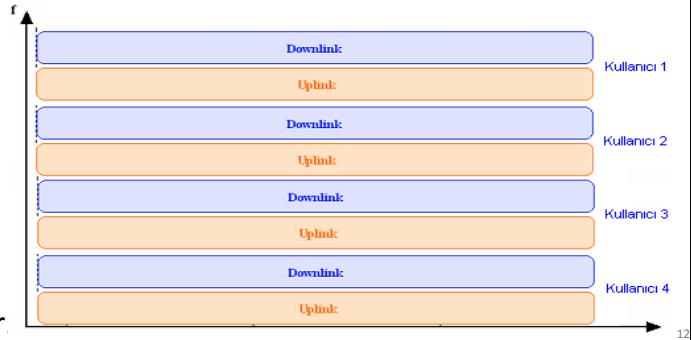 f
Downlink
Kullanıcı 1
Uplink
Downlink
Kullanıcı 2
Uplink
Downlink
Kullanıcı 3
Uplink
Downlink
Kullanıcı 4
Uplink
r.
12